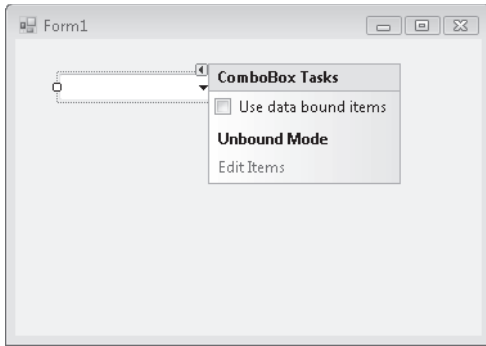 Form1
ComboBox Tasks
Use data bound items
Unbound Mode
Edit Items